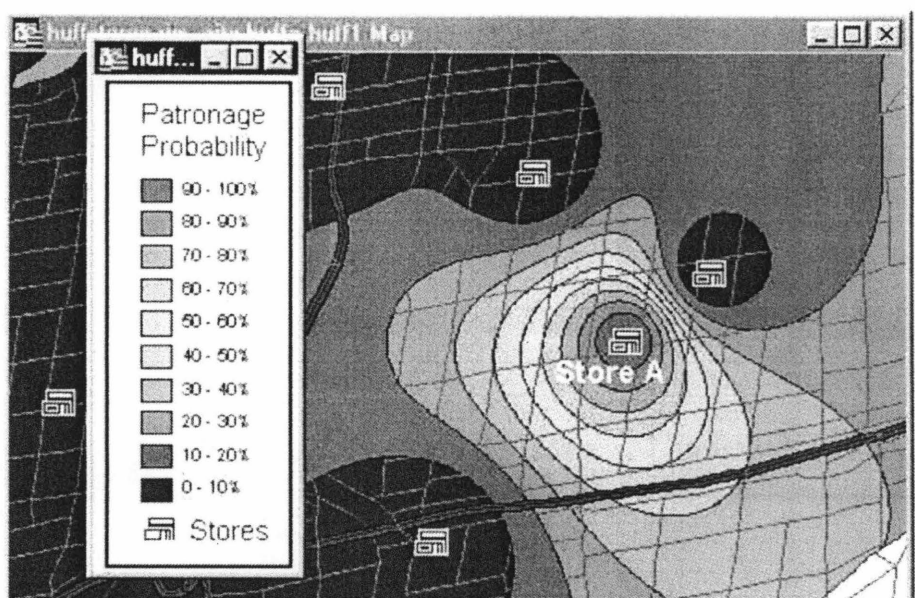 huff1 Map
huff...
Patronage
Probability
90 - 100%
80 - 90%
70 - 80%
60 - 70%
50 - 60%
40 - 50%
30 - 40%
20 - 30%
10 - 20%
0 - 10%
Stores
Store A